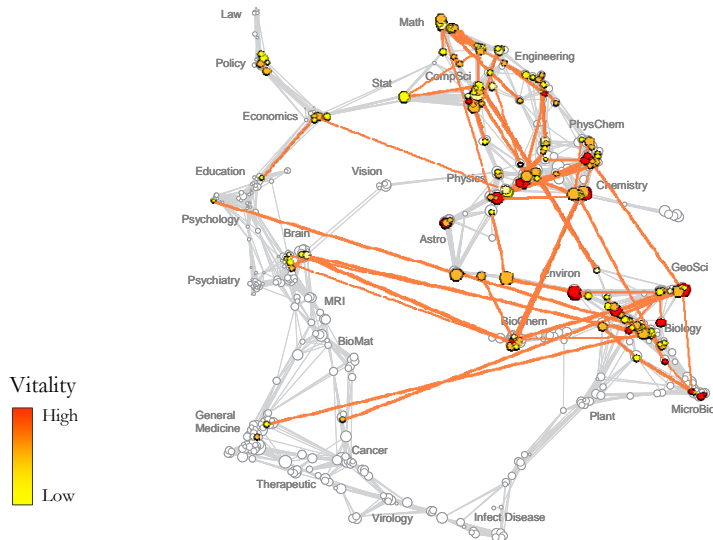 Law
Math
Policy
Engineering
Stat
CompSci
Economics
PhysChem
Education
Vision
Physics
Chemistry
Psychology
Brain
Astro
Psychiatry
Environ
GeoSci
MRI
BioChem
Biology
BioMat
Vitality
High
Low
General
Medicine
Plant
MicroBio
Cancer
Therapeutic
Virology
Infect Disease